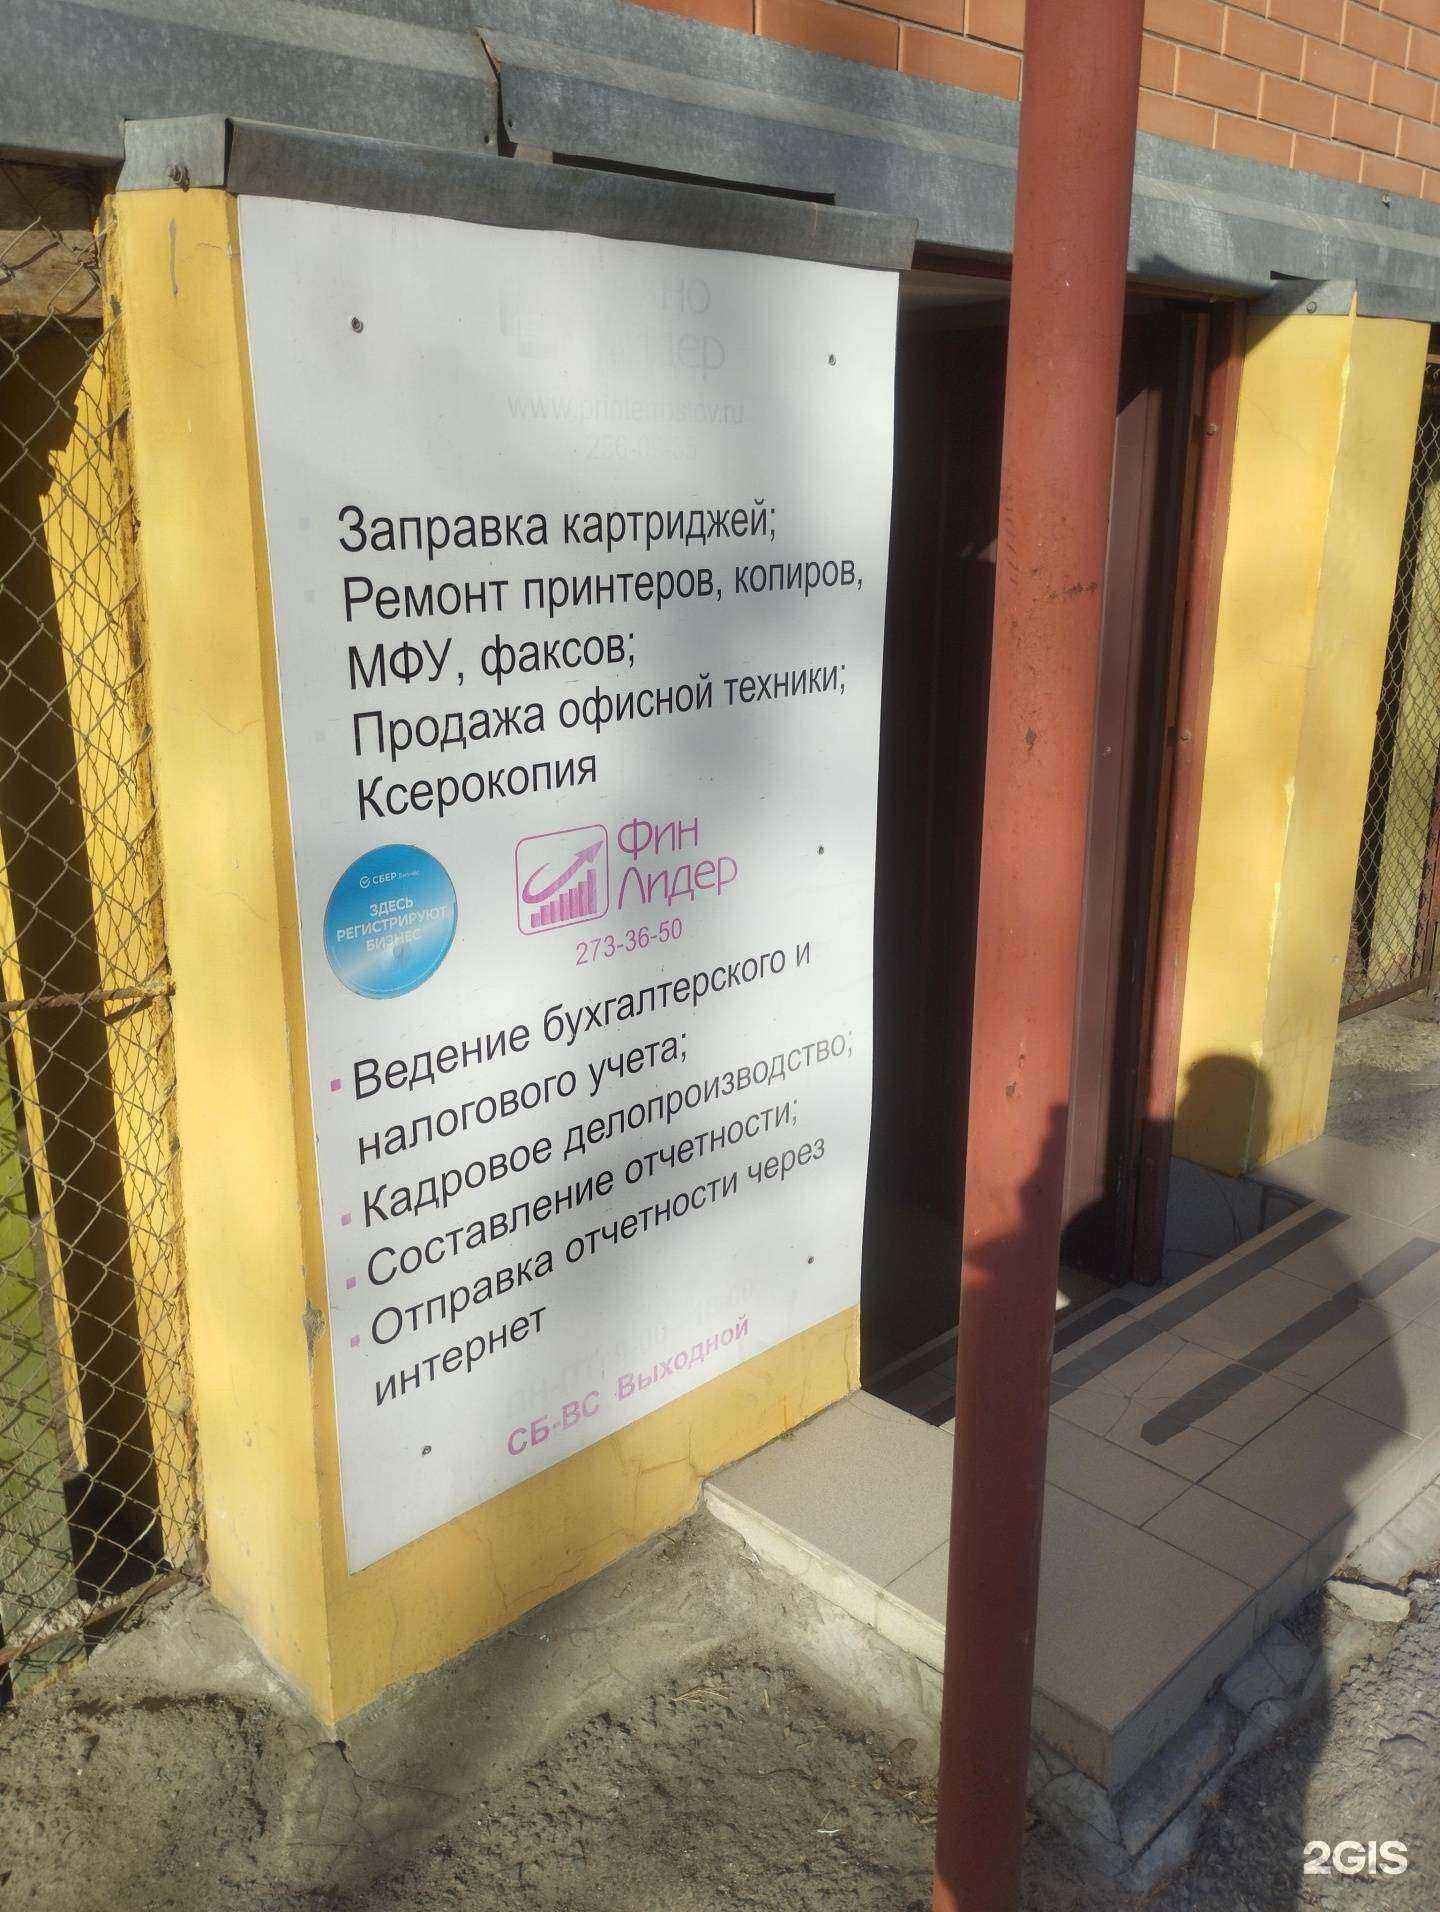 Заправка картриджей;
Ремонт принтеров, копиров,
МФУ, факсов;
Продажа офисной техники;
Ксерокопия
СБЕР
ЗДЕСЬ
РЕГИСТРИРУЮТ
БИЗНЕС
Фин
Лидер
273-36-50
Ведение бухгалтерского и
налогового учета;
Кадровое делопроизводство;
Составление отчетности;
Отправка отчетности через
интернет
СБ-ВС Выходной
2GIS